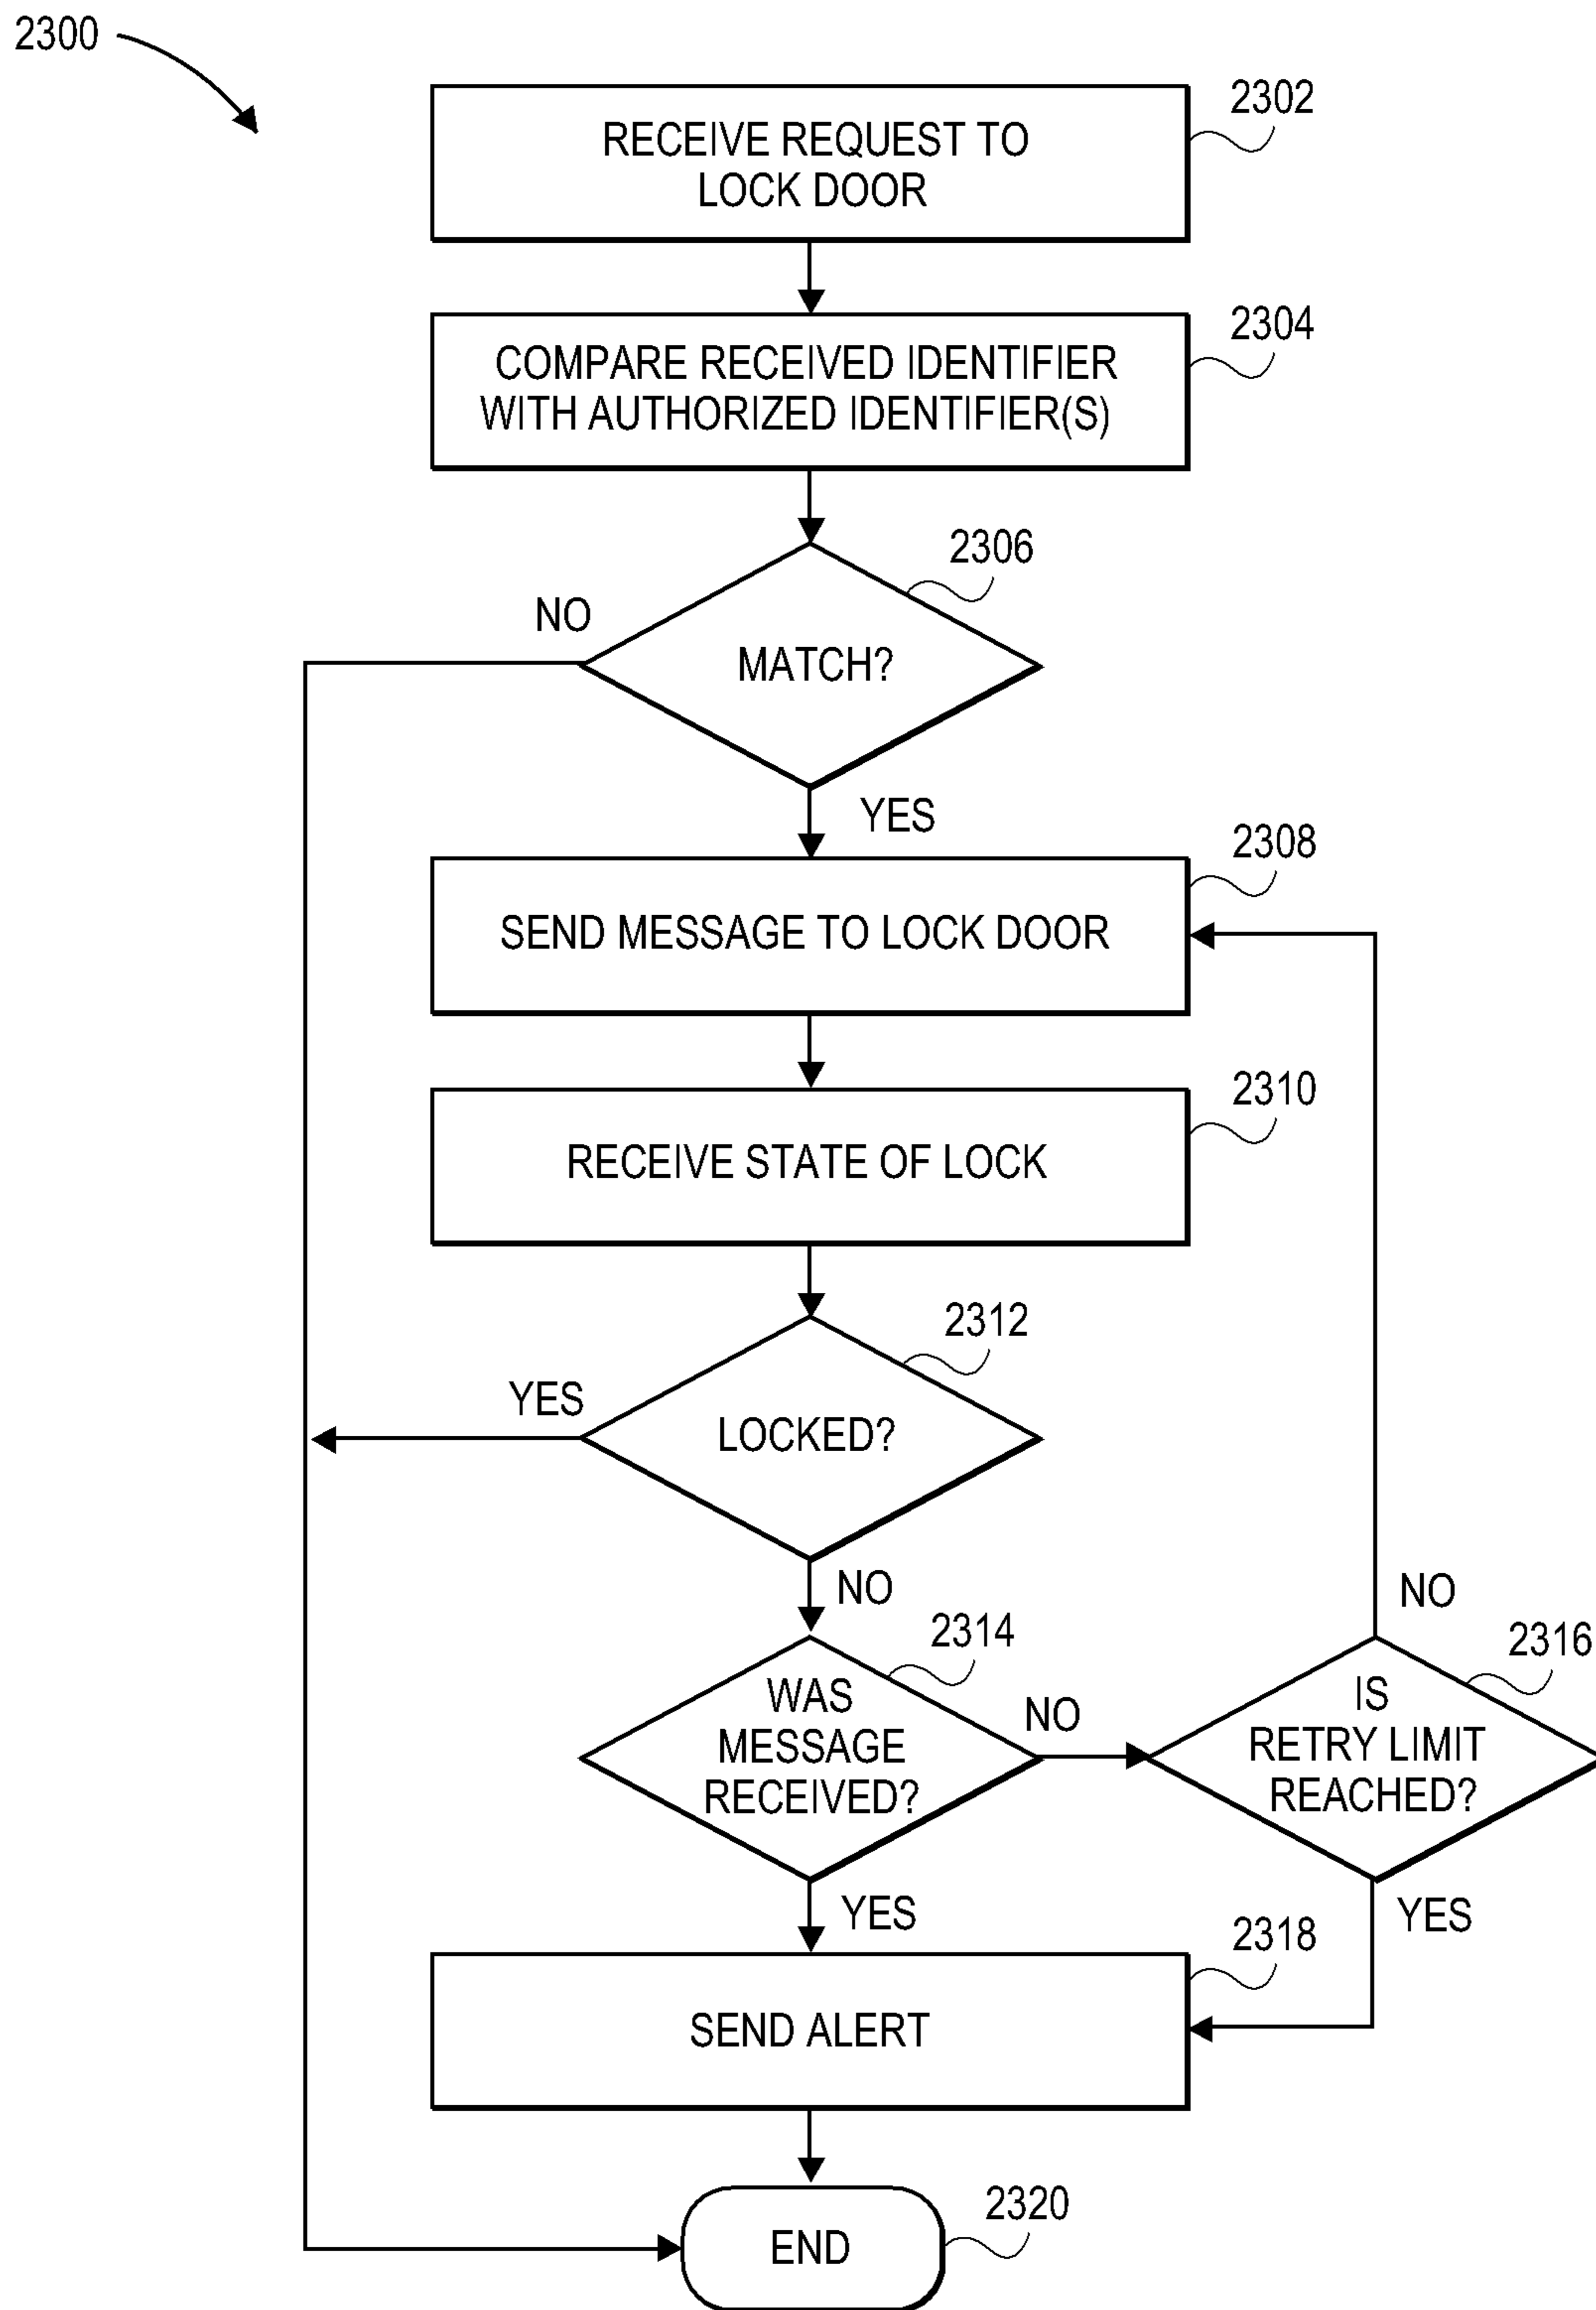 2300
2302
RECEIVE REQUEST TO
LOCK DOOR
2304
COMPARE RECEIVED IDENTIFIER
WITH AUTHORIZED IDENTIFIER(S)
2306
NO
MATCH?
YES
2308
SEND MESSAGE TO LOCK DOOR
2310
RECEIVE STATE OF LOCK
2312
YES
LOCKED?
NO
2314
WAS
MESSAGE
RECEIVED?
NO
NO
2316
IS
RETRY LIMIT
REACHED?
YES
YES
2318
SEND ALERT
2320
END